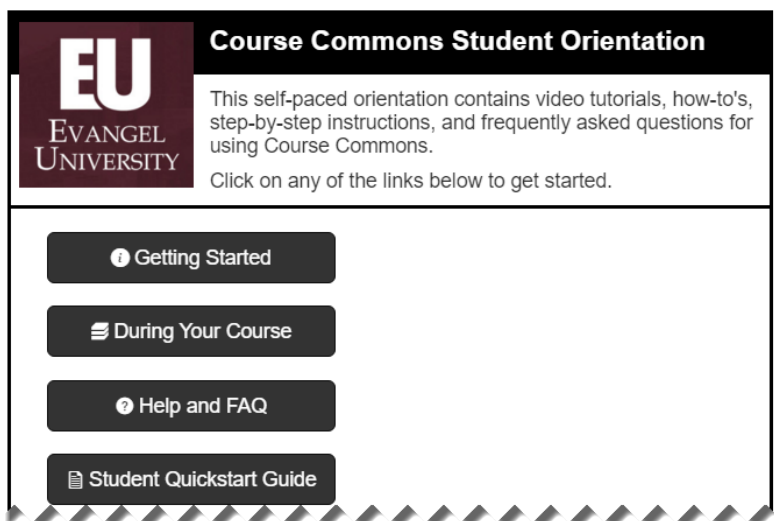 EU
EVANGEL
UNIVERSITY
Course Commons Student Orientation
This self-paced orientation contains video tutorials, how-to's,
step-by-step instructions, and frequently asked questions for
using Course Commons.
Click on any of the links below to get started.
Getting Started
During Your Course
Help and FAQ
Student Quickstart Guide